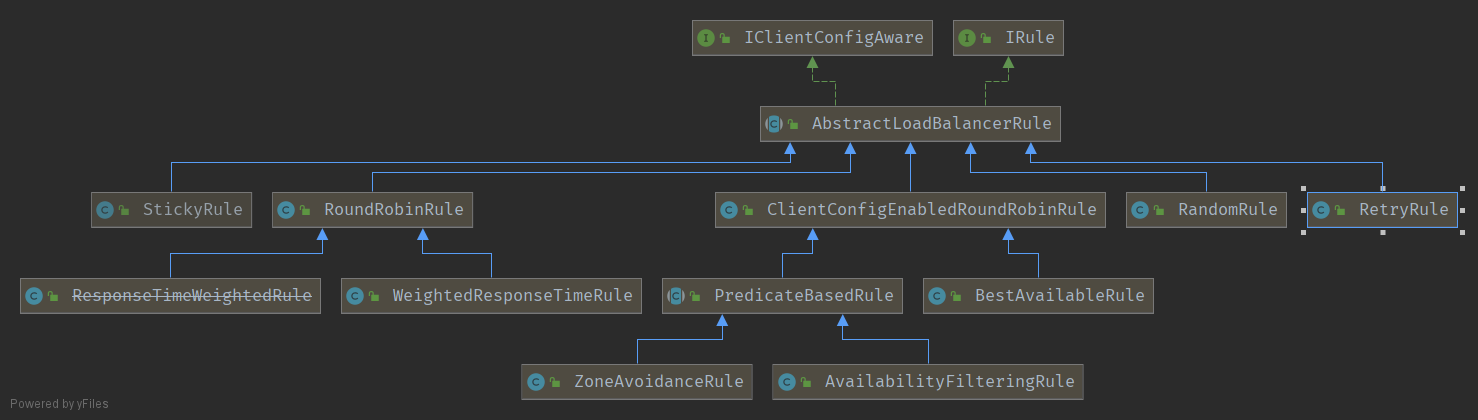 IClientConfigAware
IRule
AbstractLoadBalancerRule
StickyRule
RoundRobinRule
ClientConfigEnabledRoundRobinRule
RandomRule
RetryRule
ResponseTimeWeightedRule
WeightedResponseTimeRule
PredicateBasedRule
BestAvailableRule
ZoneAvoidanceRule
AvailabilityFilteringRule
Powered by yFiles